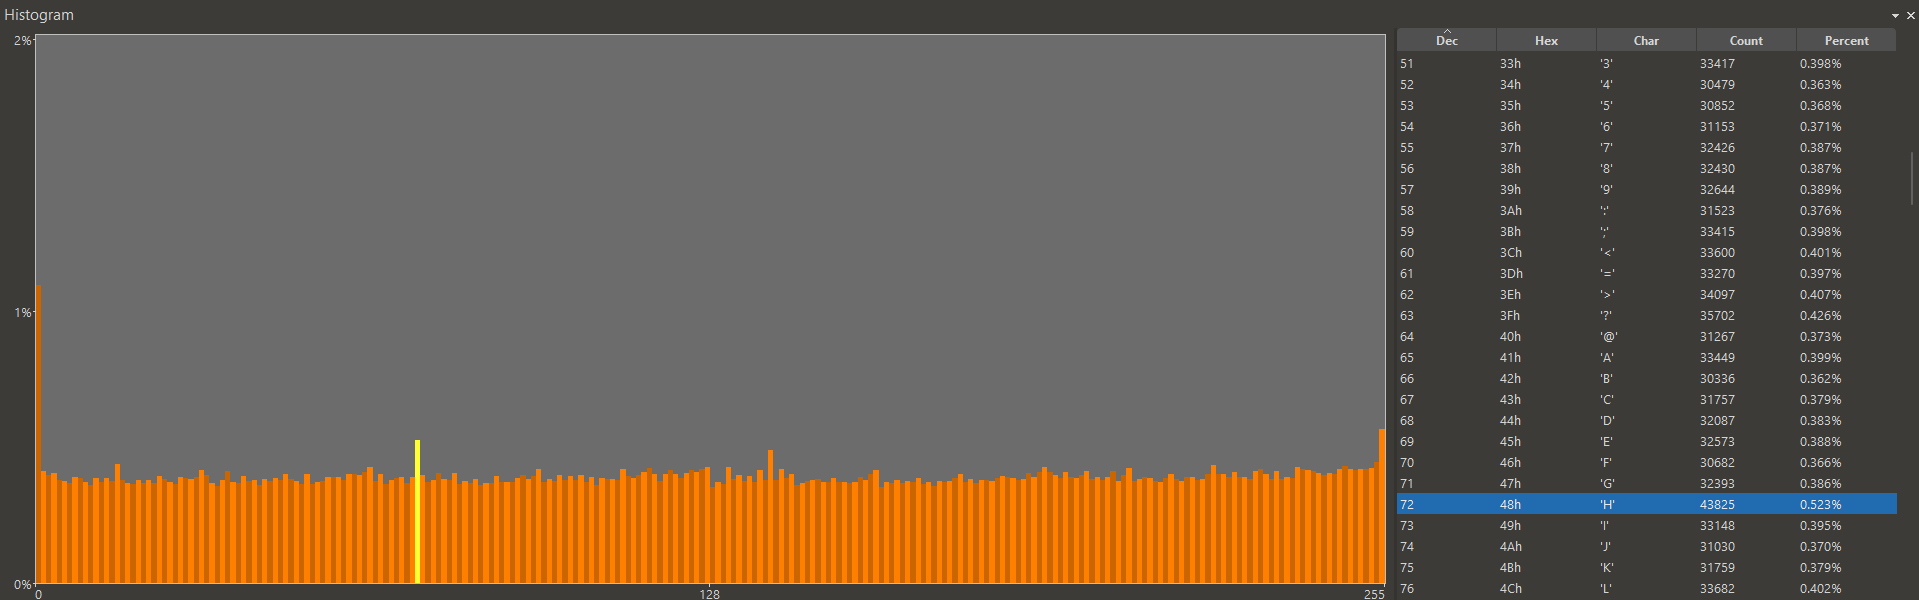 Histogram
2%
1%
0%
0 128 255
Dec Hex Char Count Percent
51 33h '3' 33417 0.398%
52 34h '4' 30479 0.363%
53 35h '5' 30852 0.368%
54 36h '6' 31153 0.371%
55 37h '7' 32426 0.387%
56 38h '8' 32430 0.387%
57 39h '9' 32644 0.389%
58 3Ah ':' 31523 0.376%
59 3Bh ';' 33415 0.398%
60 3Ch '<' 33600 0.401%
61 3Dh '=' 33270 0.397%
62 3Eh '>' 34097 0.407%
63 3Fh '?' 35702 0.426%
64 40h '@' 31267 0.373%
65 41h 'A' 33449 0.399%
66 42h 'B' 30336 0.362%
67 43h 'C' 31757 0.379%
68 44h 'D' 32087 0.383%
69 45h 'E' 32573 0.388%
70 46h 'F' 30682 0.366%
71 47h 'G' 32393 0.386%
72 48h 'H' 43825 0.523%
73 49h 'I' 33148 0.395%
74 4Ah 'J' 31030 0.370%
75 4Bh 'K' 31759 0.379%
76 4Ch 'L' 33682 0.402%